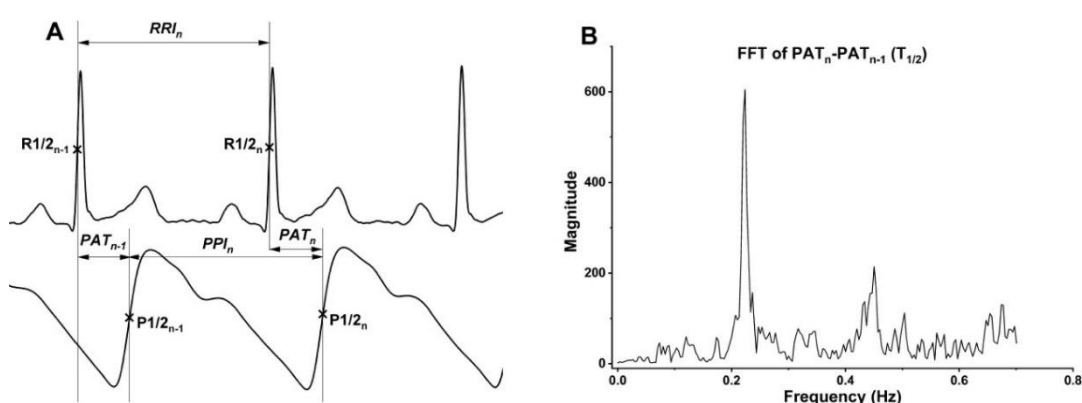 A
RRIₙ
R1/2ₙ₋₁
R1/2ₙ
PATₙ₋₁
PPIₙ
PATₙ
P1/2ₙ₋₁
P1/2ₙ
B
FFT of PATₙ-PATₙ₋₁ (T₁/₂)
600
400
200
0
Magnitude
0.0 0.2 0.4 0.6 0.8
Frequency (Hz)